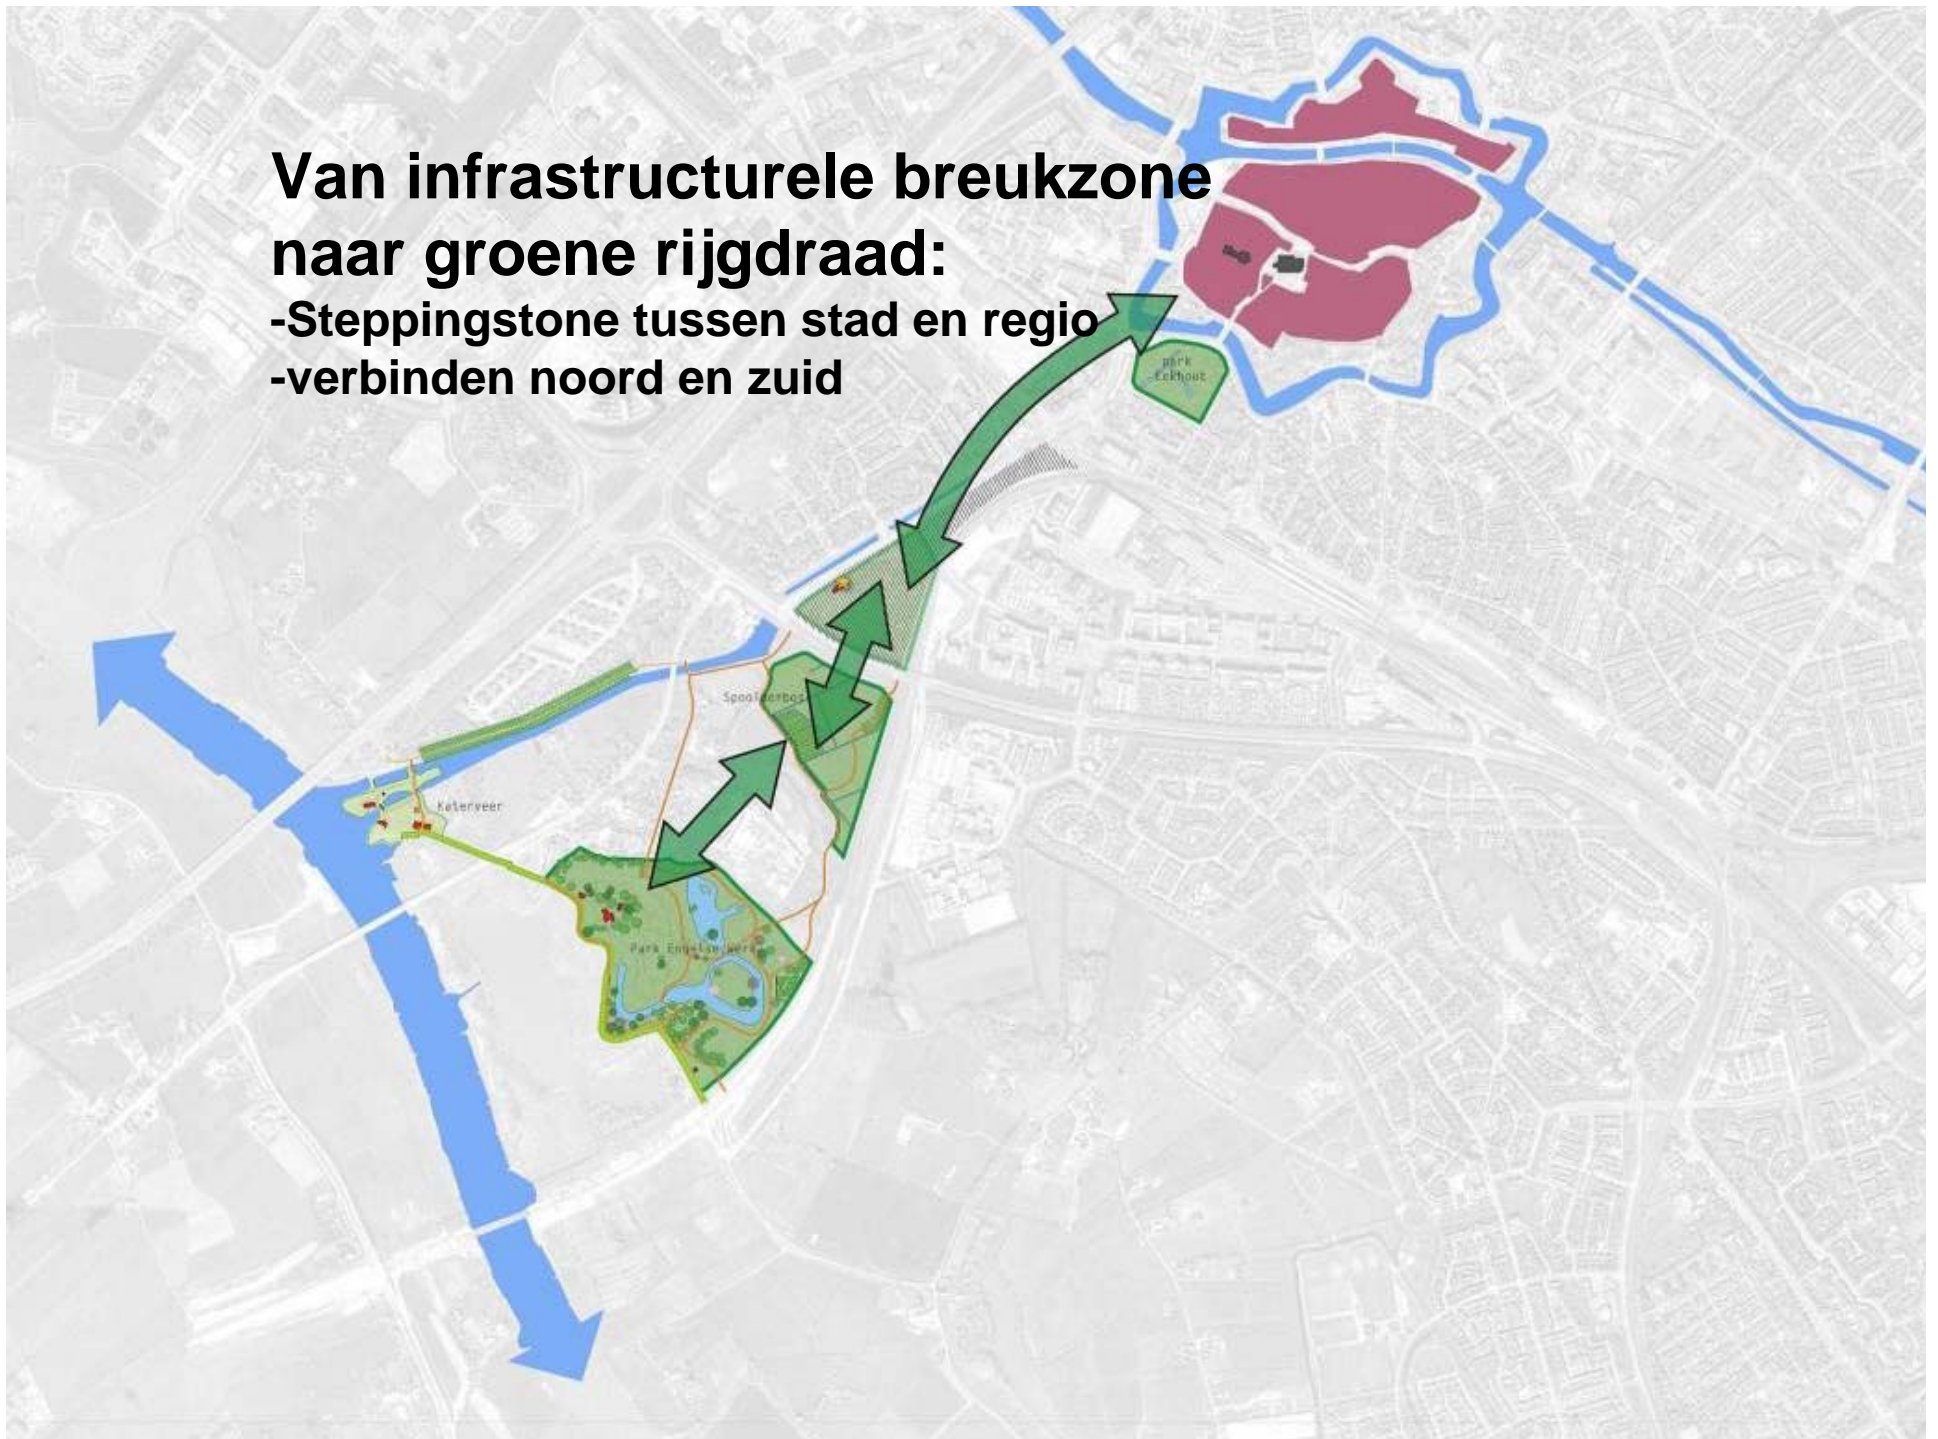 Van infrastructurele breukzone
naar groene rijgdraad:
-Steppingstone tussen stad en regio
-verbinden noord en zuid
park
Eekhout
Spoolderbos
Katerveer
Park Engelse Werk